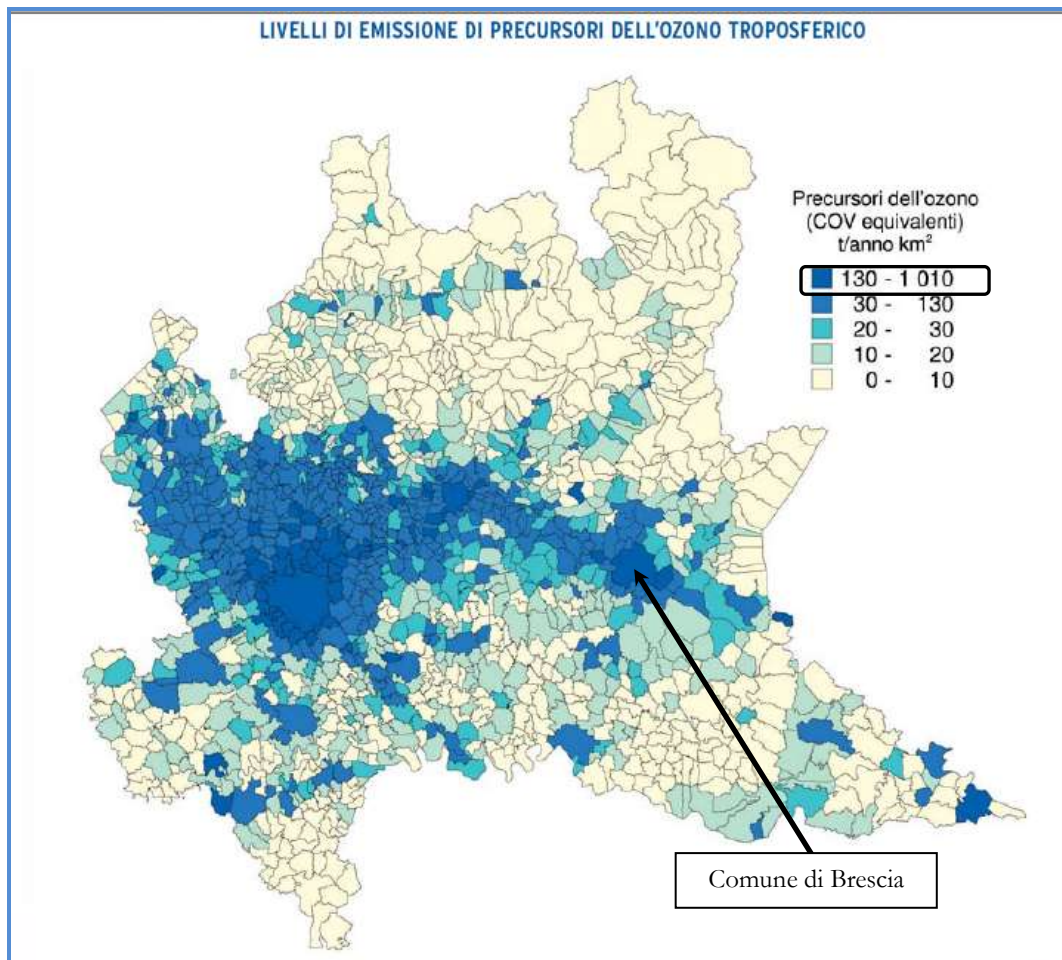 LIVELLI DI EMISSIONE DI PRECURSORI DELL'OZONO TROPOSFERICO
Precursori dell'ozono
(COV equivalenti)
t/anno km²
130 - 1 010
30 - 130
20 - 30
10 - 20
0 - 10
Comune di Brescia